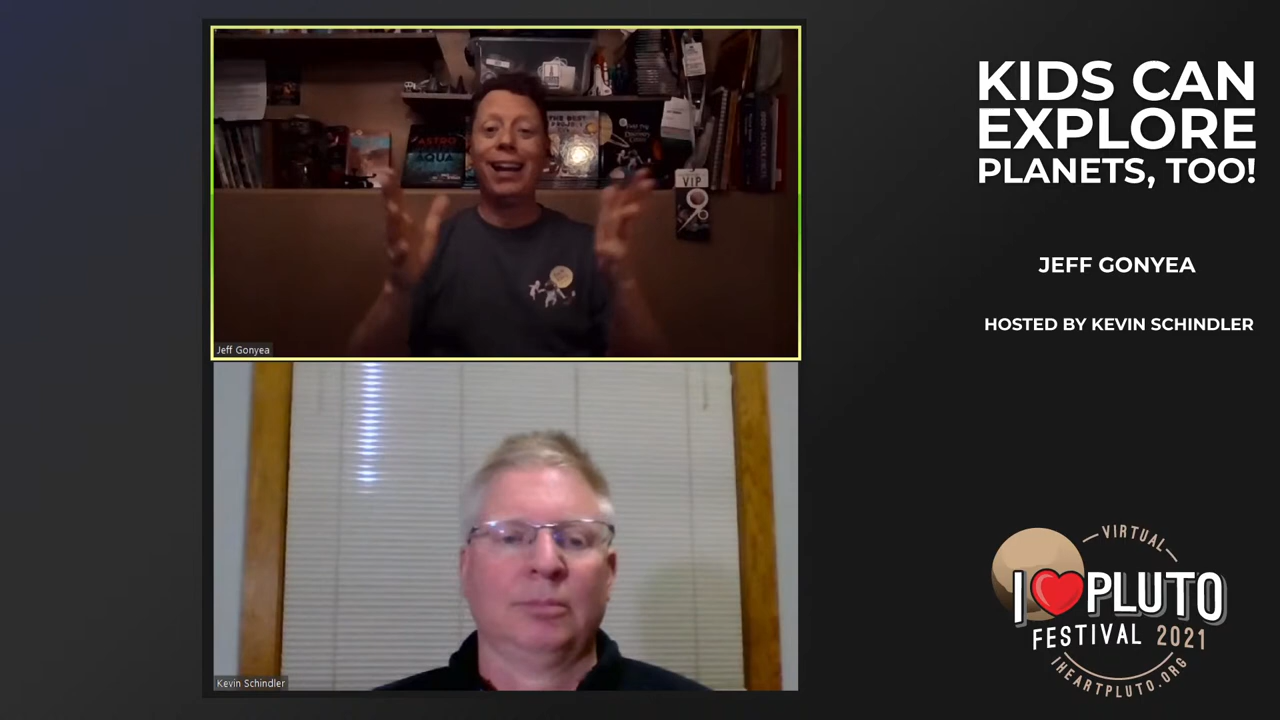 ASTRO
AQUA
THE BEST
VIP
9
Jeff Gonyea
Kevin Schindler
KIDS CAN
EXPLORE
PLANETS, TOO!
JEFF GONYEA
HOSTED BY KEVIN SCHINDLER
VIRTUAL
I PLUTO
FESTIVAL 2021
IHEARTPLUTO.ORG